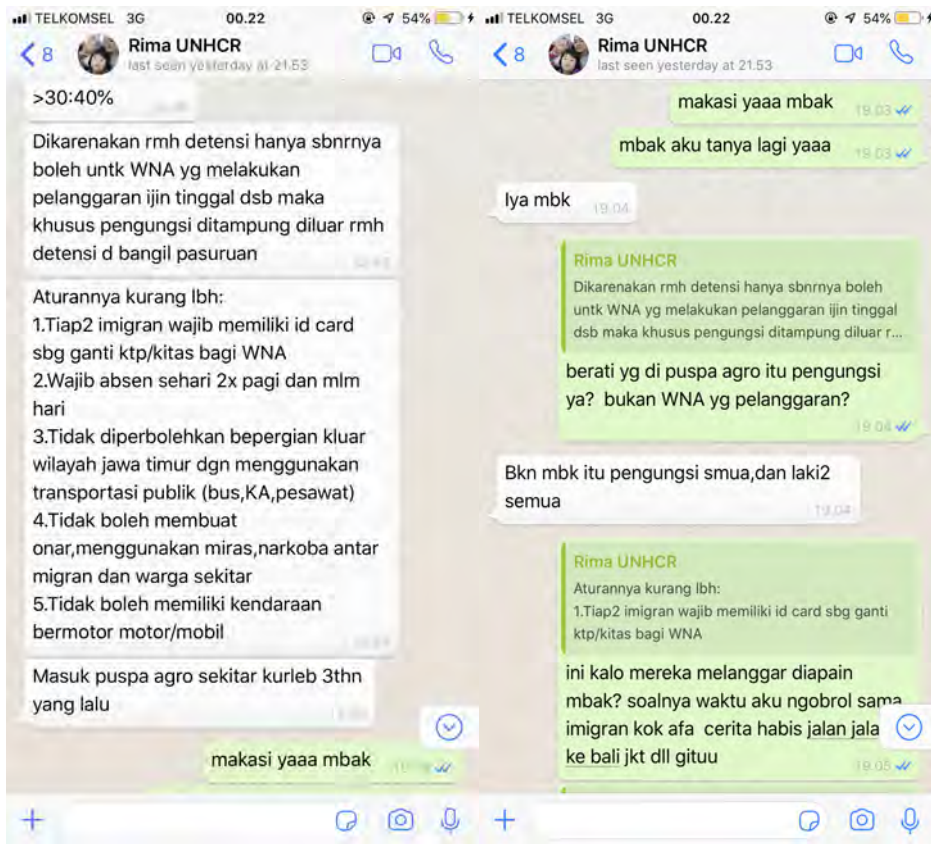 TELKOMSEL 3G 00.22 54%
8 Rima UNHCR
last seen yesterday at 21.53
>30:40%
Dikarenakan rmh detensi hanya sbnrnya
boleh untk WNA yg melakukan
pelanggaran ijin tinggal dsb maka
khusus pengungsi ditampung diluar rmh
detensi d bangil pasuruan
Aturannya kurang lbh:
1.Tiap2 imigran wajib memiliki id card
sbg ganti ktp/kitas bagi WNA
2.Wajib absen sehari 2x pagi dan mlm
hari
3.Tidak diperbolehkan bepergian kluar
wilayah jawa timur dgn menggunakan
transportasi publik (bus,KA,pesawat)
4.Tidak boleh membuat
onar,menggunakan miras,narkoba antar
migran dan warga sekitar
5.Tidak boleh memiliki kendaraan
bermotor motor/mobil
Masuk puspa agro sekitar kurleb 3thn
yang lalu
makasi yaaa mbak
TELKOMSEL 3G 00.22 54%
8 Rima UNHCR
last seen yesterday at 21.53
makasi yaaa mbak 19.03
mbak aku tanya lagi yaaa 19.03
Iya mbk 19.04
Rima UNHCR
Dikarenakan rmh detensi hanya sbnrnya boleh
untk WNA yg melakukan pelanggaran ijin tinggal
dsb maka khusus pengungsi ditampung diluar r...
berati yg di puspa agro itu pengungsi
ya? bukan WNA yg pelanggaran?
19.04
Bkn mbk itu pengungsi smua,dan laki2
semua
19.04
Rima UNHCR
Aturannya kurang lbh:
1.Tiap2 imigran wajib memiliki id card sbg ganti
ktp/kitas bagi WNA
ini kalo mereka melanggar diapain
mbak? soalnya waktu aku ngobrol sama
imigran kok afa cerita habis jalan jala
ke bali jkt dll gituu
19.05